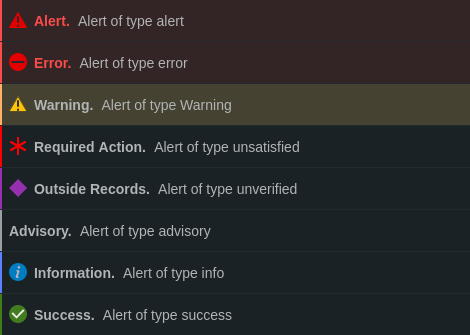 Alert. Alert of type alert
Error. Alert of type error
Warning. Alert of type Warning
Required Action. Alert of type unsatisfied
Outside Records. Alert of type unverified
Advisory. Alert of type advisory
Information. Alert of type info
Success. Alert of type success